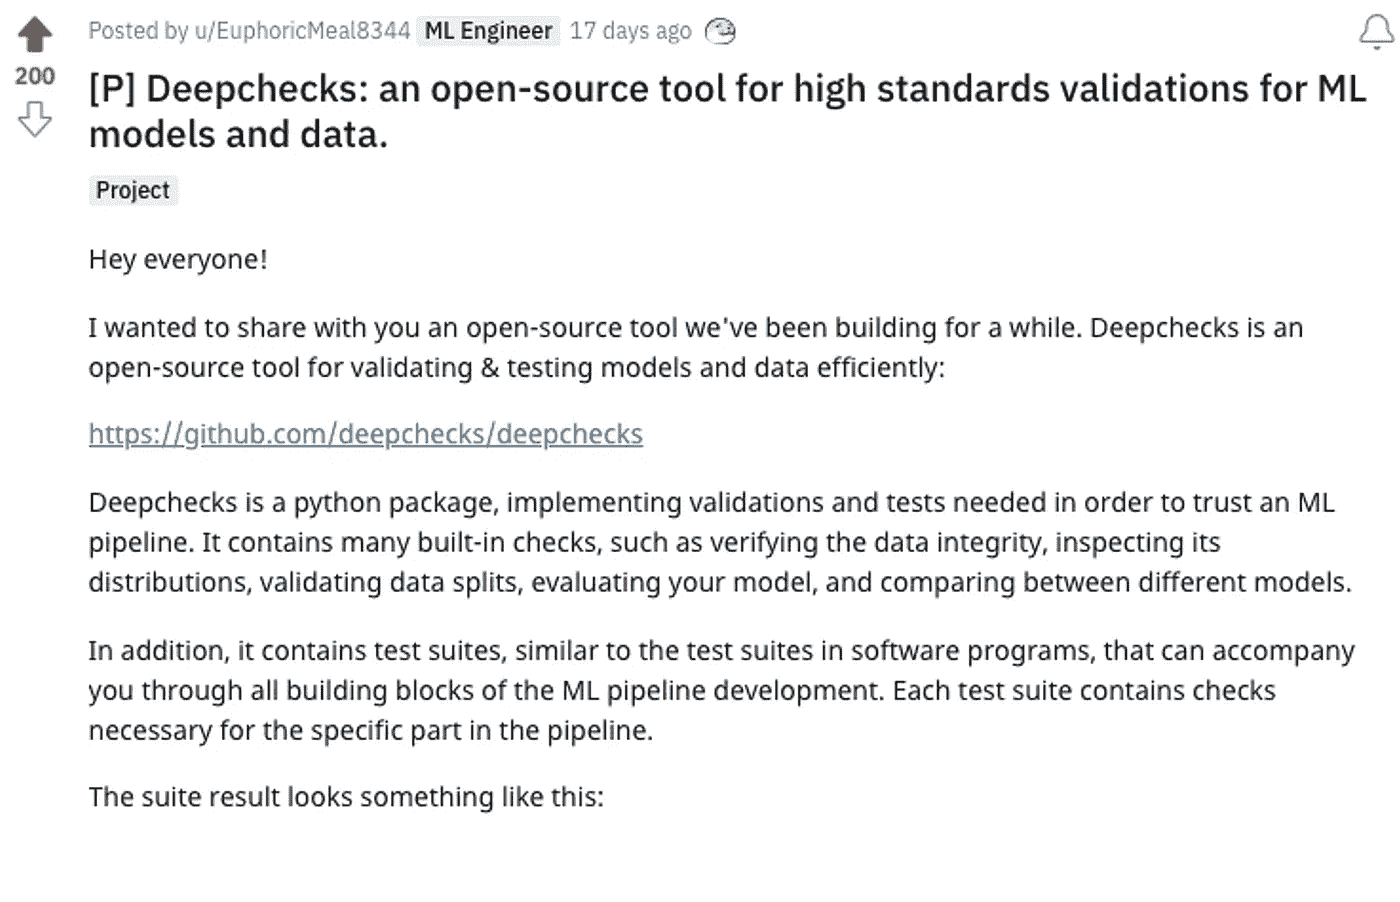 Posted by u/EuphoricMeal8344 ML Engineer 17 days ago
200
[P] Deepchecks: an open-source tool for high standards validations for ML
models and data.
Project
Hey everyone!
I wanted to share with you an open-source tool we've been building for a while. Deepchecks is an
open-source tool for validating & testing models and data efficiently:
https://github.com/deepchecks/deepchecks
Deepchecks is a python package, implementing validations and tests needed in order to trust an ML
pipeline. It contains many built-in checks, such as verifying the data integrity, inspecting its
distributions, validating data splits, evaluating your model, and comparing between different models.
In addition, it contains test suites, similar to the test suites in software programs, that can accompany
you through all building blocks of the ML pipeline development. Each test suite contains checks
necessary for the specific part in the pipeline.
The suite result looks something like this: